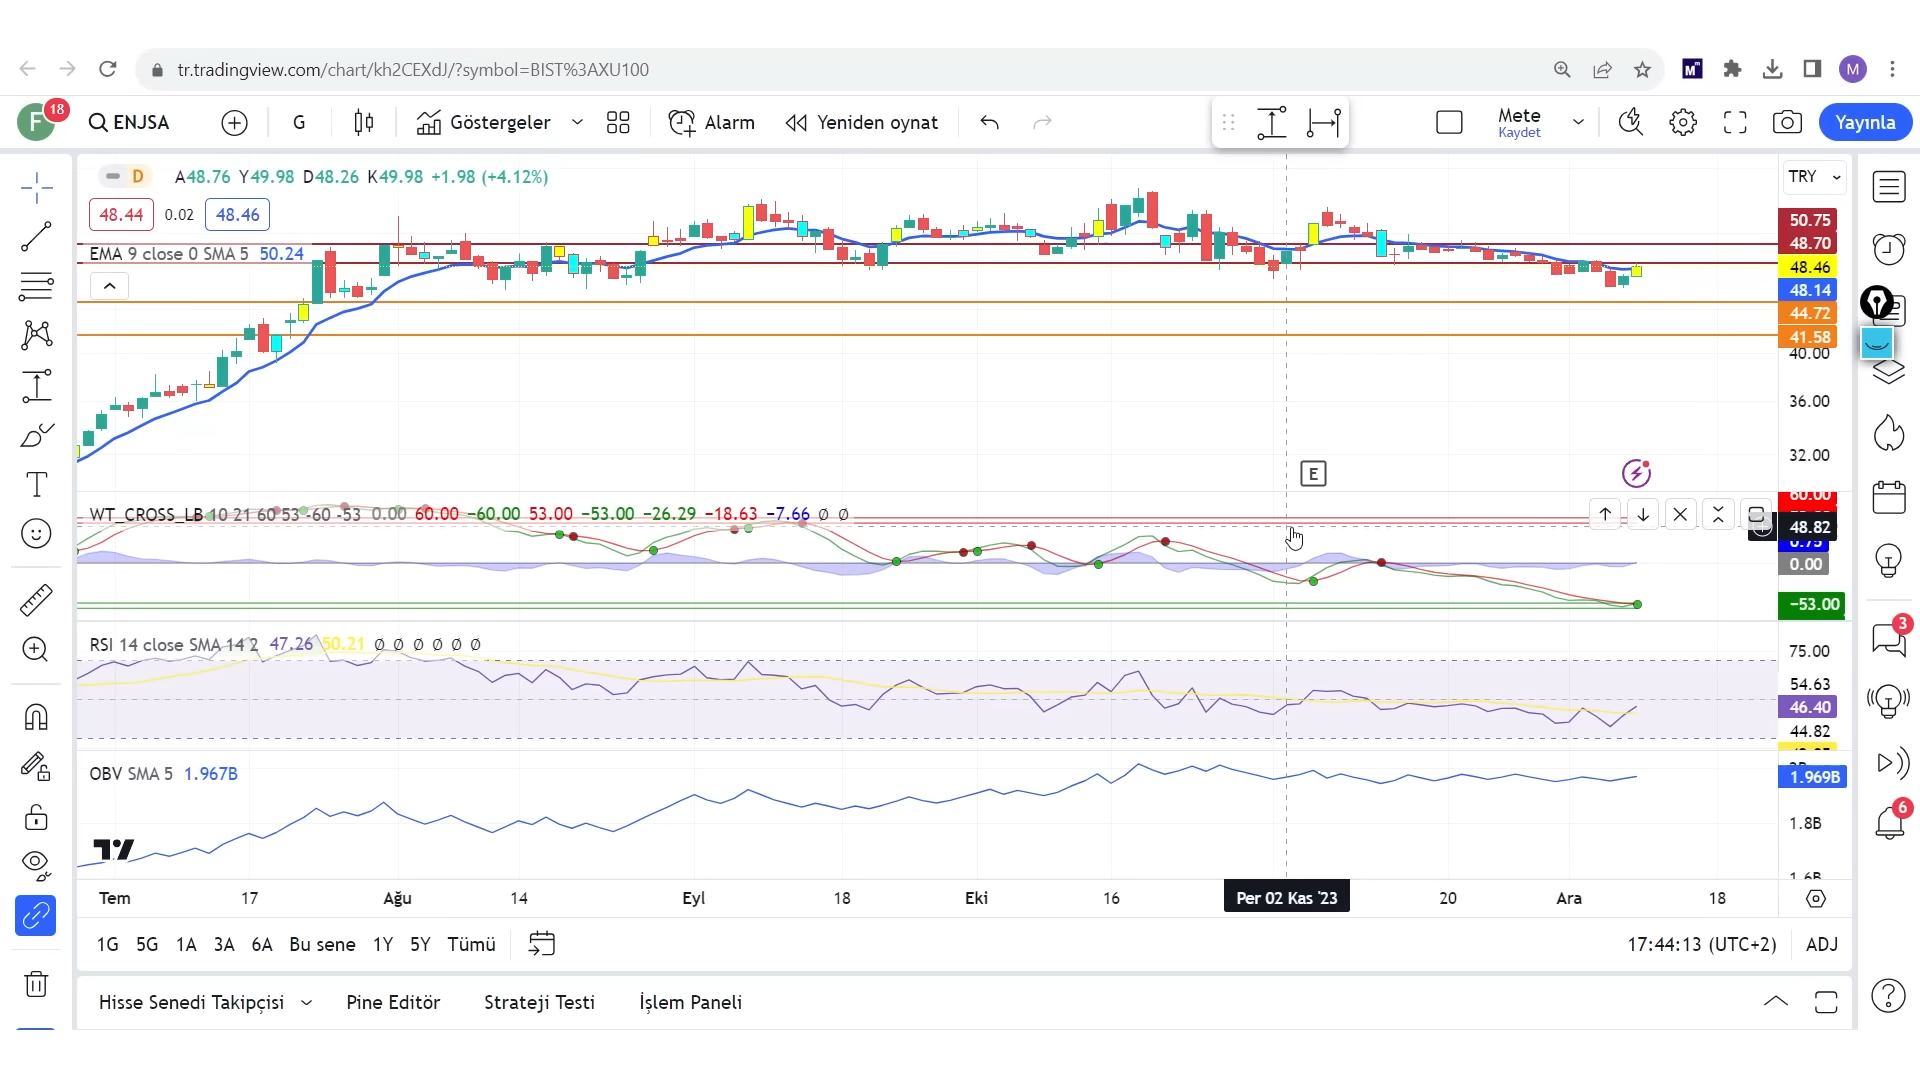 tr.tradingview.com/chart/kh2CEXdJ/?symbol=BIST%3AXU100
M
F 18 ENJSA G Göstergeler Alarm Yeniden oynat Mete Yayınla
Kaydet
D A48.76 Y49.98 D48.26 K49.98 +1.98 (+4.12%) TRY
48.44 0.02 48.46
EMA 9 close 0 SMA 5 50.24
50.75
48.70
48.46
48.14
44.72
41.58
40.00
36.00
32.00
E
WT_CROSS_LB 10 21 60 53 -60 -53 0.00 60.00 −60.00 53.00 −53.00 −26.29 −18.63 −7.66 ∅ ∅
60.00
48.82
0.75
0.00
−53.00
RSI 14 close SMA 14 2 47.26 50.21 ∅ ∅ ∅ ∅ ∅ ∅
75.00
54.63
46.40
44.82
OBV SMA 5 1.967B
1.969B
1.8B
1.6B
3
6
Tem 17 Ağu 14 Eyl 18 Eki 16 Per 02 Kas '23 20 Ara 18
1G 5G 1A 3A 6A Bu sene 1Y 5Y Tümü 17:44:13 (UTC+2) ADJ
Hisse Senedi Takipçisi Pine Editör Strateji Testi İşlem Paneli